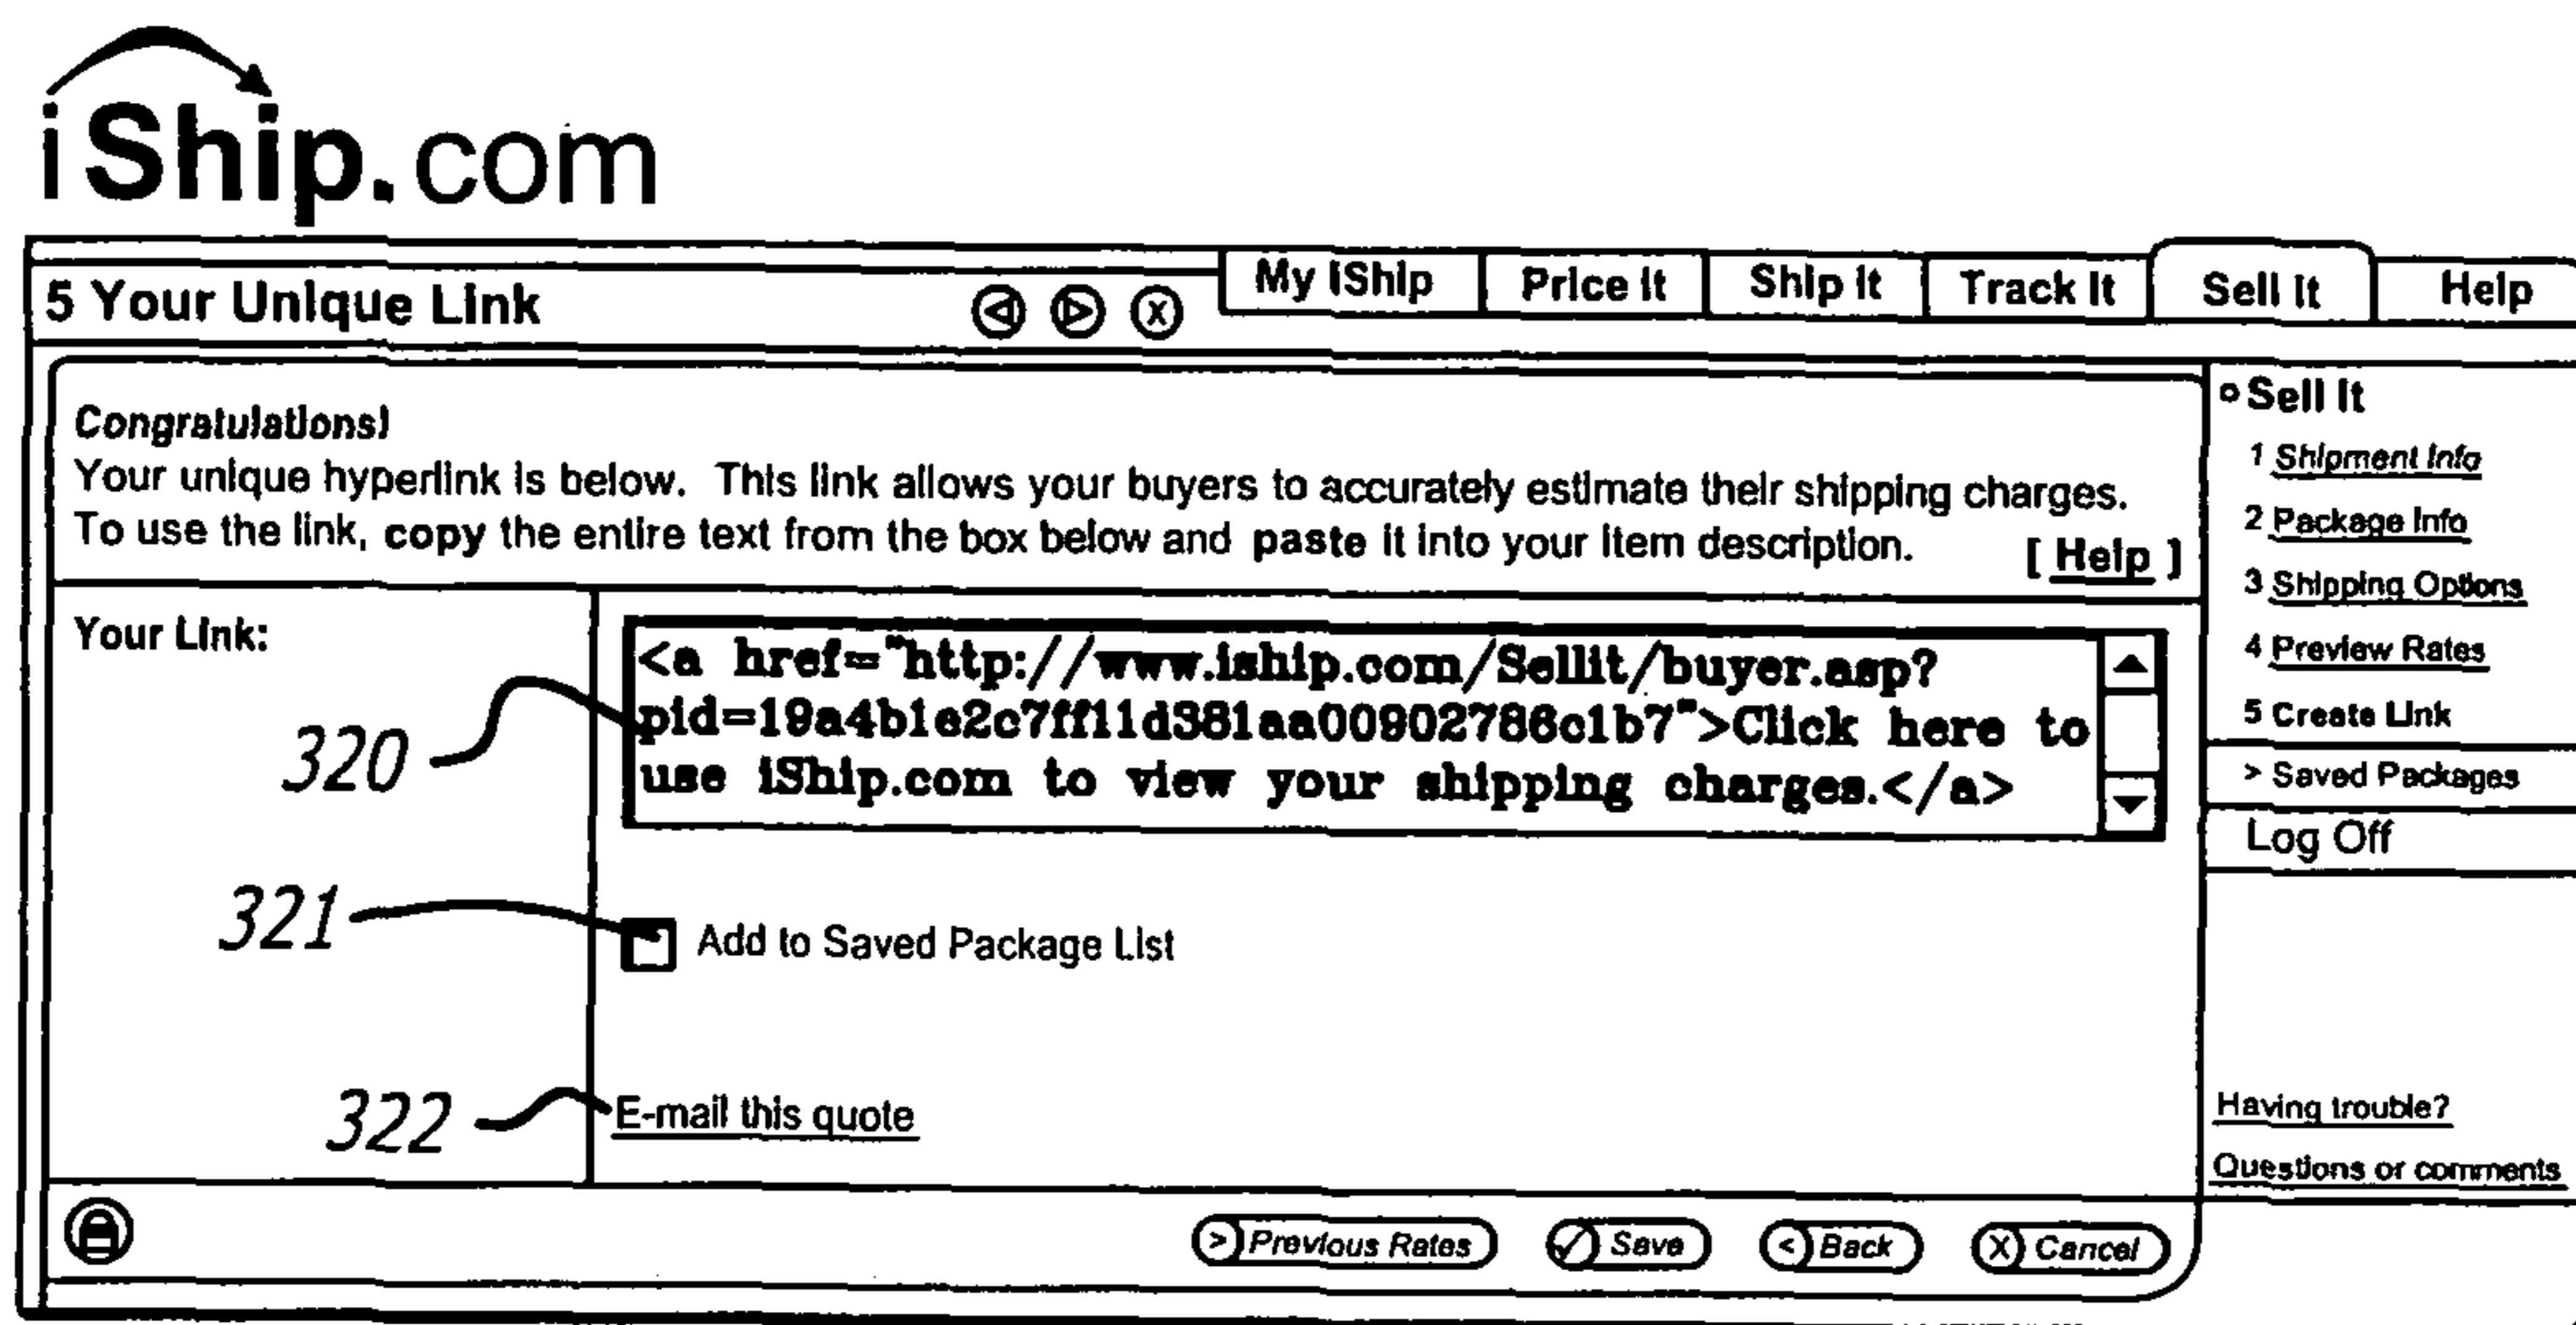 iShip.com
5 Your Unique Link
My iShip Price It Ship It Track It Sell It Help
Congratulations!
Your unique hyperlink is below. This link allows your buyers to accurately estimate their shipping charges.
To use the link, copy the entire text from the box below and paste it into your item description. [ Help ]
Your Link:
<a href="http://www.iship.com/Sellit/buyer.asp?
pid=19a4b1e2c7ff11d381aa00902786c1b7">Click here to
use iShip.com to view your shipping charges.</a>
320
321
Add to Saved Package List
322
E-mail this quote
> Previous Rates
Save
< Back
X Cancel
Sell It
1 Shipment Info
2 Package Info
3 Shipping Options
4 Preview Rates
5 Create Link
> Saved Packages
Log Off
Having trouble?
Questions or comments